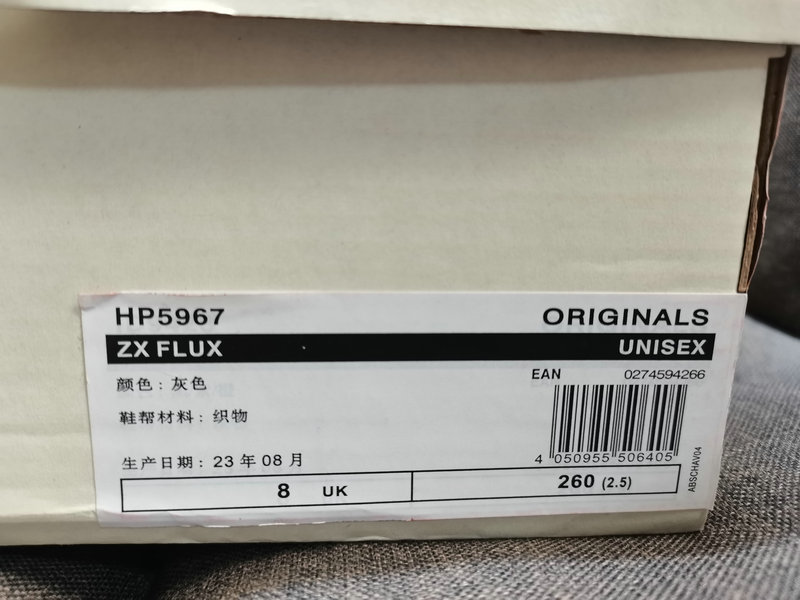 HP5967 ORIGINALS
ZX FLUX UNISEX
颜色：灰色
EAN 0274594266
鞋帮材料：织物
4 050955 506405
ABSCHAV04
生产日期：23 年 08 月
8 UK 260 (2.5)